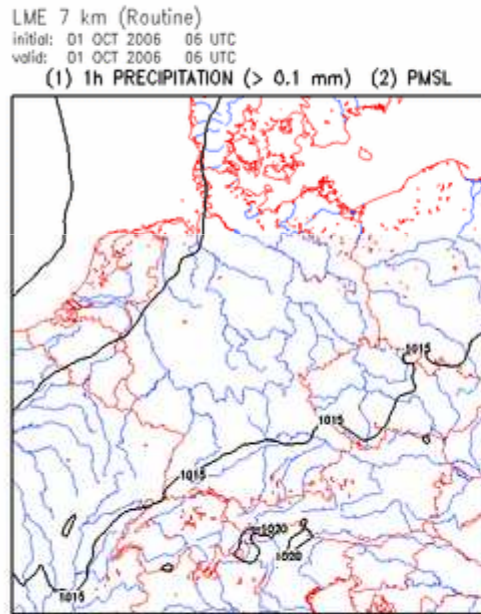 LME 7 km (Routine)
initial: 01 OCT 2006 06 UTC
valid: 01 OCT 2006 06 UTC
(1) 1h PRECIPITATION (> 0.1 mm) (2) PMSL
1015
1015
1015
1020
1020
1015